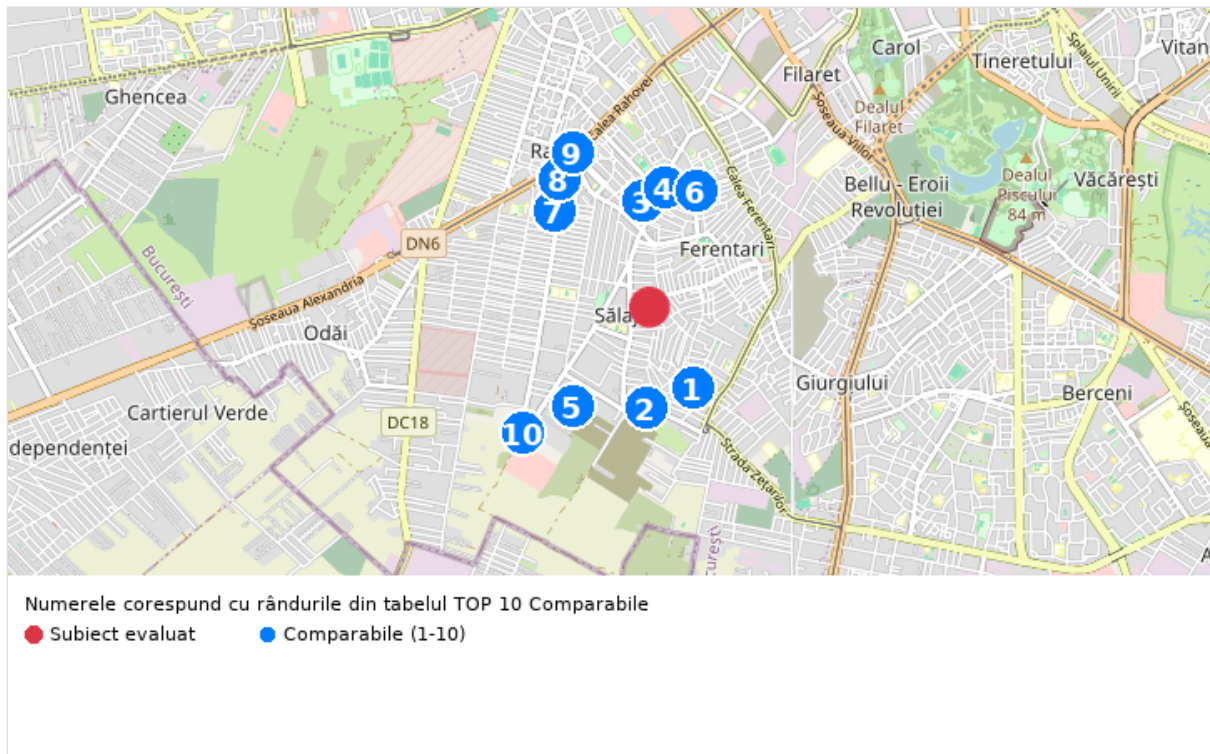 Carol
Vitan
Tineretului
Splaiul Unirii
Filaret
Ghencea
Calea Rahovei
Șoseaua Viilor
Dealul
Filaret
9
8
7
3
4
6
Calea Ferentari
Bellu - Eroii
Revoluției
Dealul
Piscului
84 m
Văcărești
DN6
Ferentari
București
Șoseaua Alexandria
Odăi
Giurgiului
Berceni
Cartierul Verde
DC18
5
2
1
10
dependenței
Strada Zețarilor
Numerele corespund cu rândurile din tabelul TOP 10 Comparabile
Subiect evaluat
Comparabile (1-10)